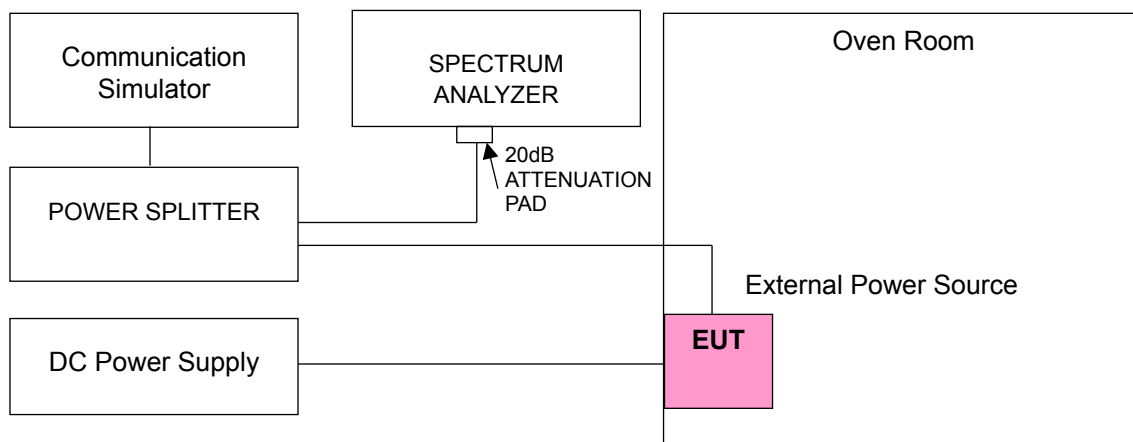 Communication
Simulator
SPECTRUM
ANALYZER
Oven Room
20dB
ATTENUATION
PAD
POWER SPLITTER
External Power Source
EUT
DC Power Supply